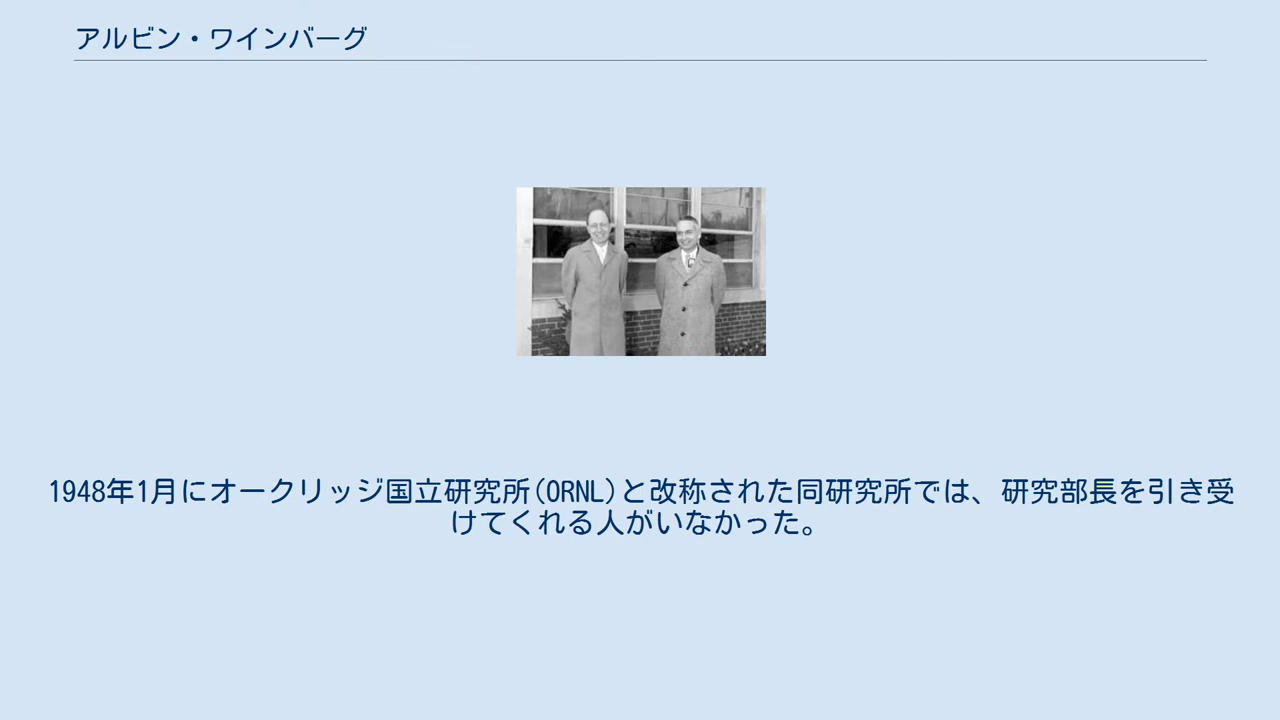 アルビン・ワインバーグ
1948年1月にオークリッジ国立研究所(ORNL)と改称された同研究所では、研究部長を引き受
けてくれる人がいなかった。